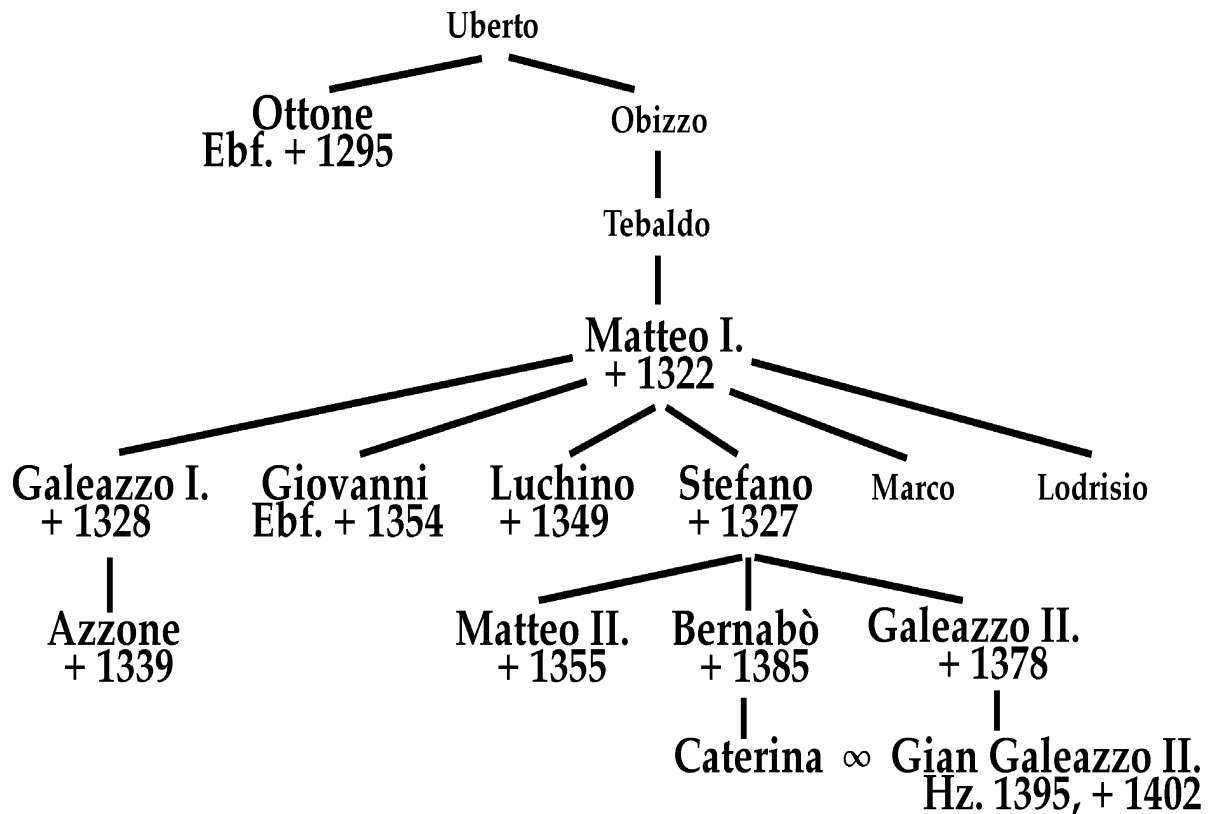 Uberto
Ottone
Ebf. + 1295
Obizzo
Tebaldo
Matteo I.
+ 1322
Galeazzo I.
+ 1328
Giovanni
Ebf. + 1354
Luchino
+ 1349
Stefano
+ 1327
Marco
Lodrisio
Azzone
+ 1339
Matteo II.
+ 1355
Bernabò
+ 1385
Galeazzo II.
+ 1378
Caterina ∞ Gian Galeazzo II.
Hz. 1395, + 1402